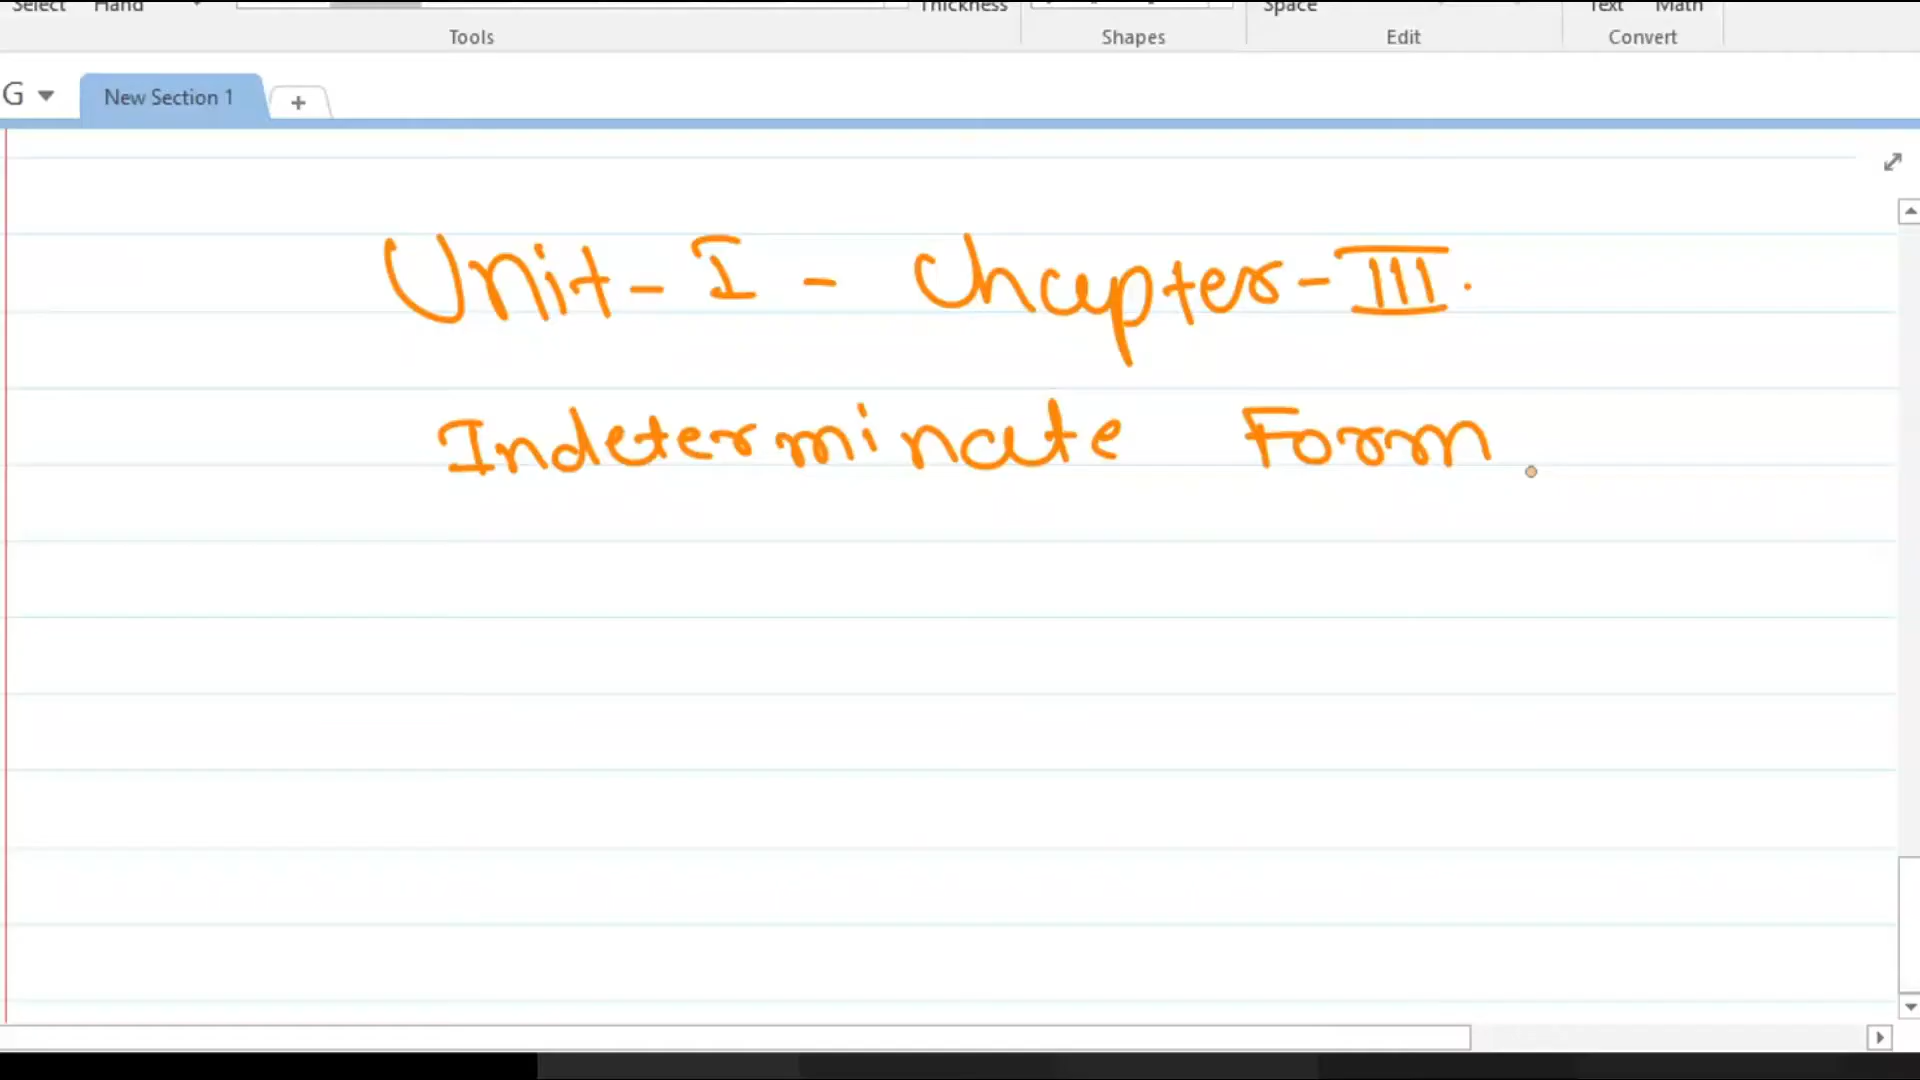 Select Hand Thickness Space Text Math
Tools Shapes Edit Convert
G New Section 1 +
Unit - I - Chapter - III.
Indeterminate Form